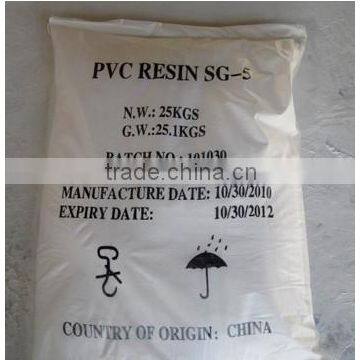 PVC RESIN SG-5
N.W.: 25KGS
G.W.:25.1KGS
BATCH NO.: 101030
trade.china.cn
MANUFACTURE DATE: 10/30/2010
EXPIRY DATE: 10/30/2012
COUNTRY OF ORIGIN: CHINA